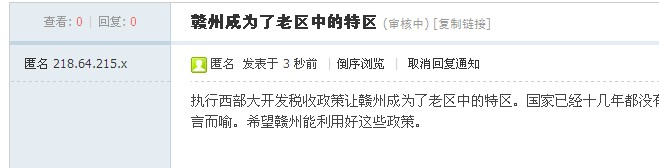 查看: 0 | 回复: 0
赣州成为了老区中的特区 (审核中) [复制链接]
匿名 218.64.215.x
匿名 发表于 3 秒前 | 倒序浏览 | 取消回复通知
执行西部大开发税收政策让赣州成为了老区中的特区。国家已经十几年都没
言而喻。希望赣州能利用好这些政策。